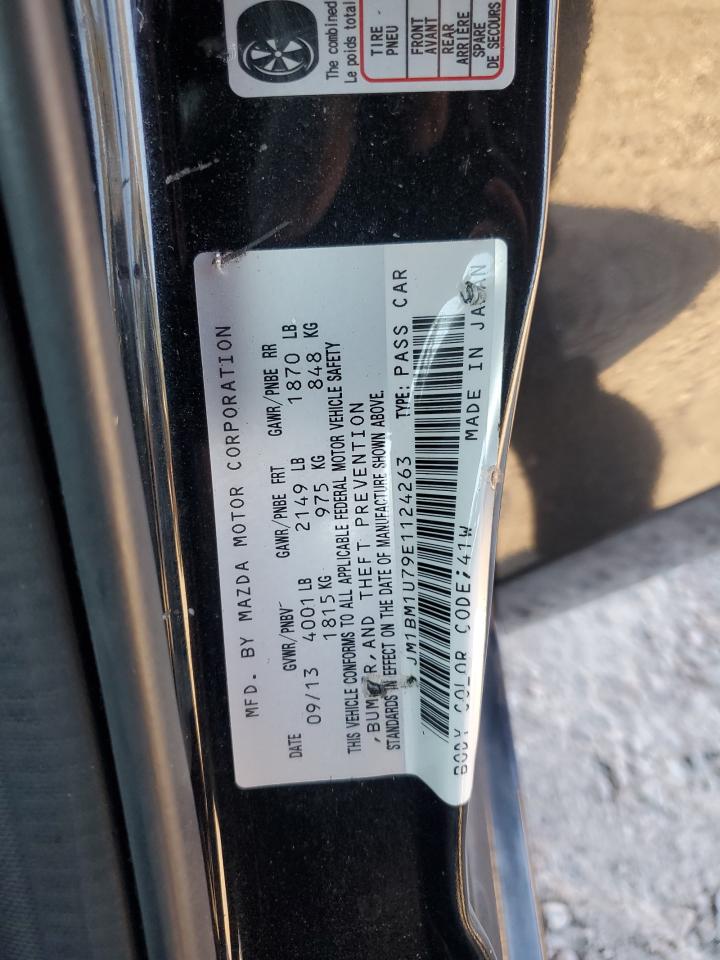 The combined
Le poids total
TIRE
PNEU
FRONT
AVANT
REAR
ARRIÈRE
SPARE
DE SECOURS
MFD. BY MAZDA MOTOR CORPORATION
DATE GVWR/PNBV GAWR/PNBE FRT GAWR/PNBE RR
09/13 4001 LB 2149 LB 1870 LB
1815 KG 975 KG 848 KG
THIS VEHICLE CONFORMS TO ALL APPLICABLE FEDERAL MOTOR VEHICLE SAFETY
,BUMPER,AND THEFT PREVENTION
STANDARDS IN EFFECT ON THE DATE OF MANUFACTURE SHOWN ABOVE.
JM1BM1U79E1124263 TYPE: PASS CAR
BODY COLOR CODE;41W MADE IN JAPAN